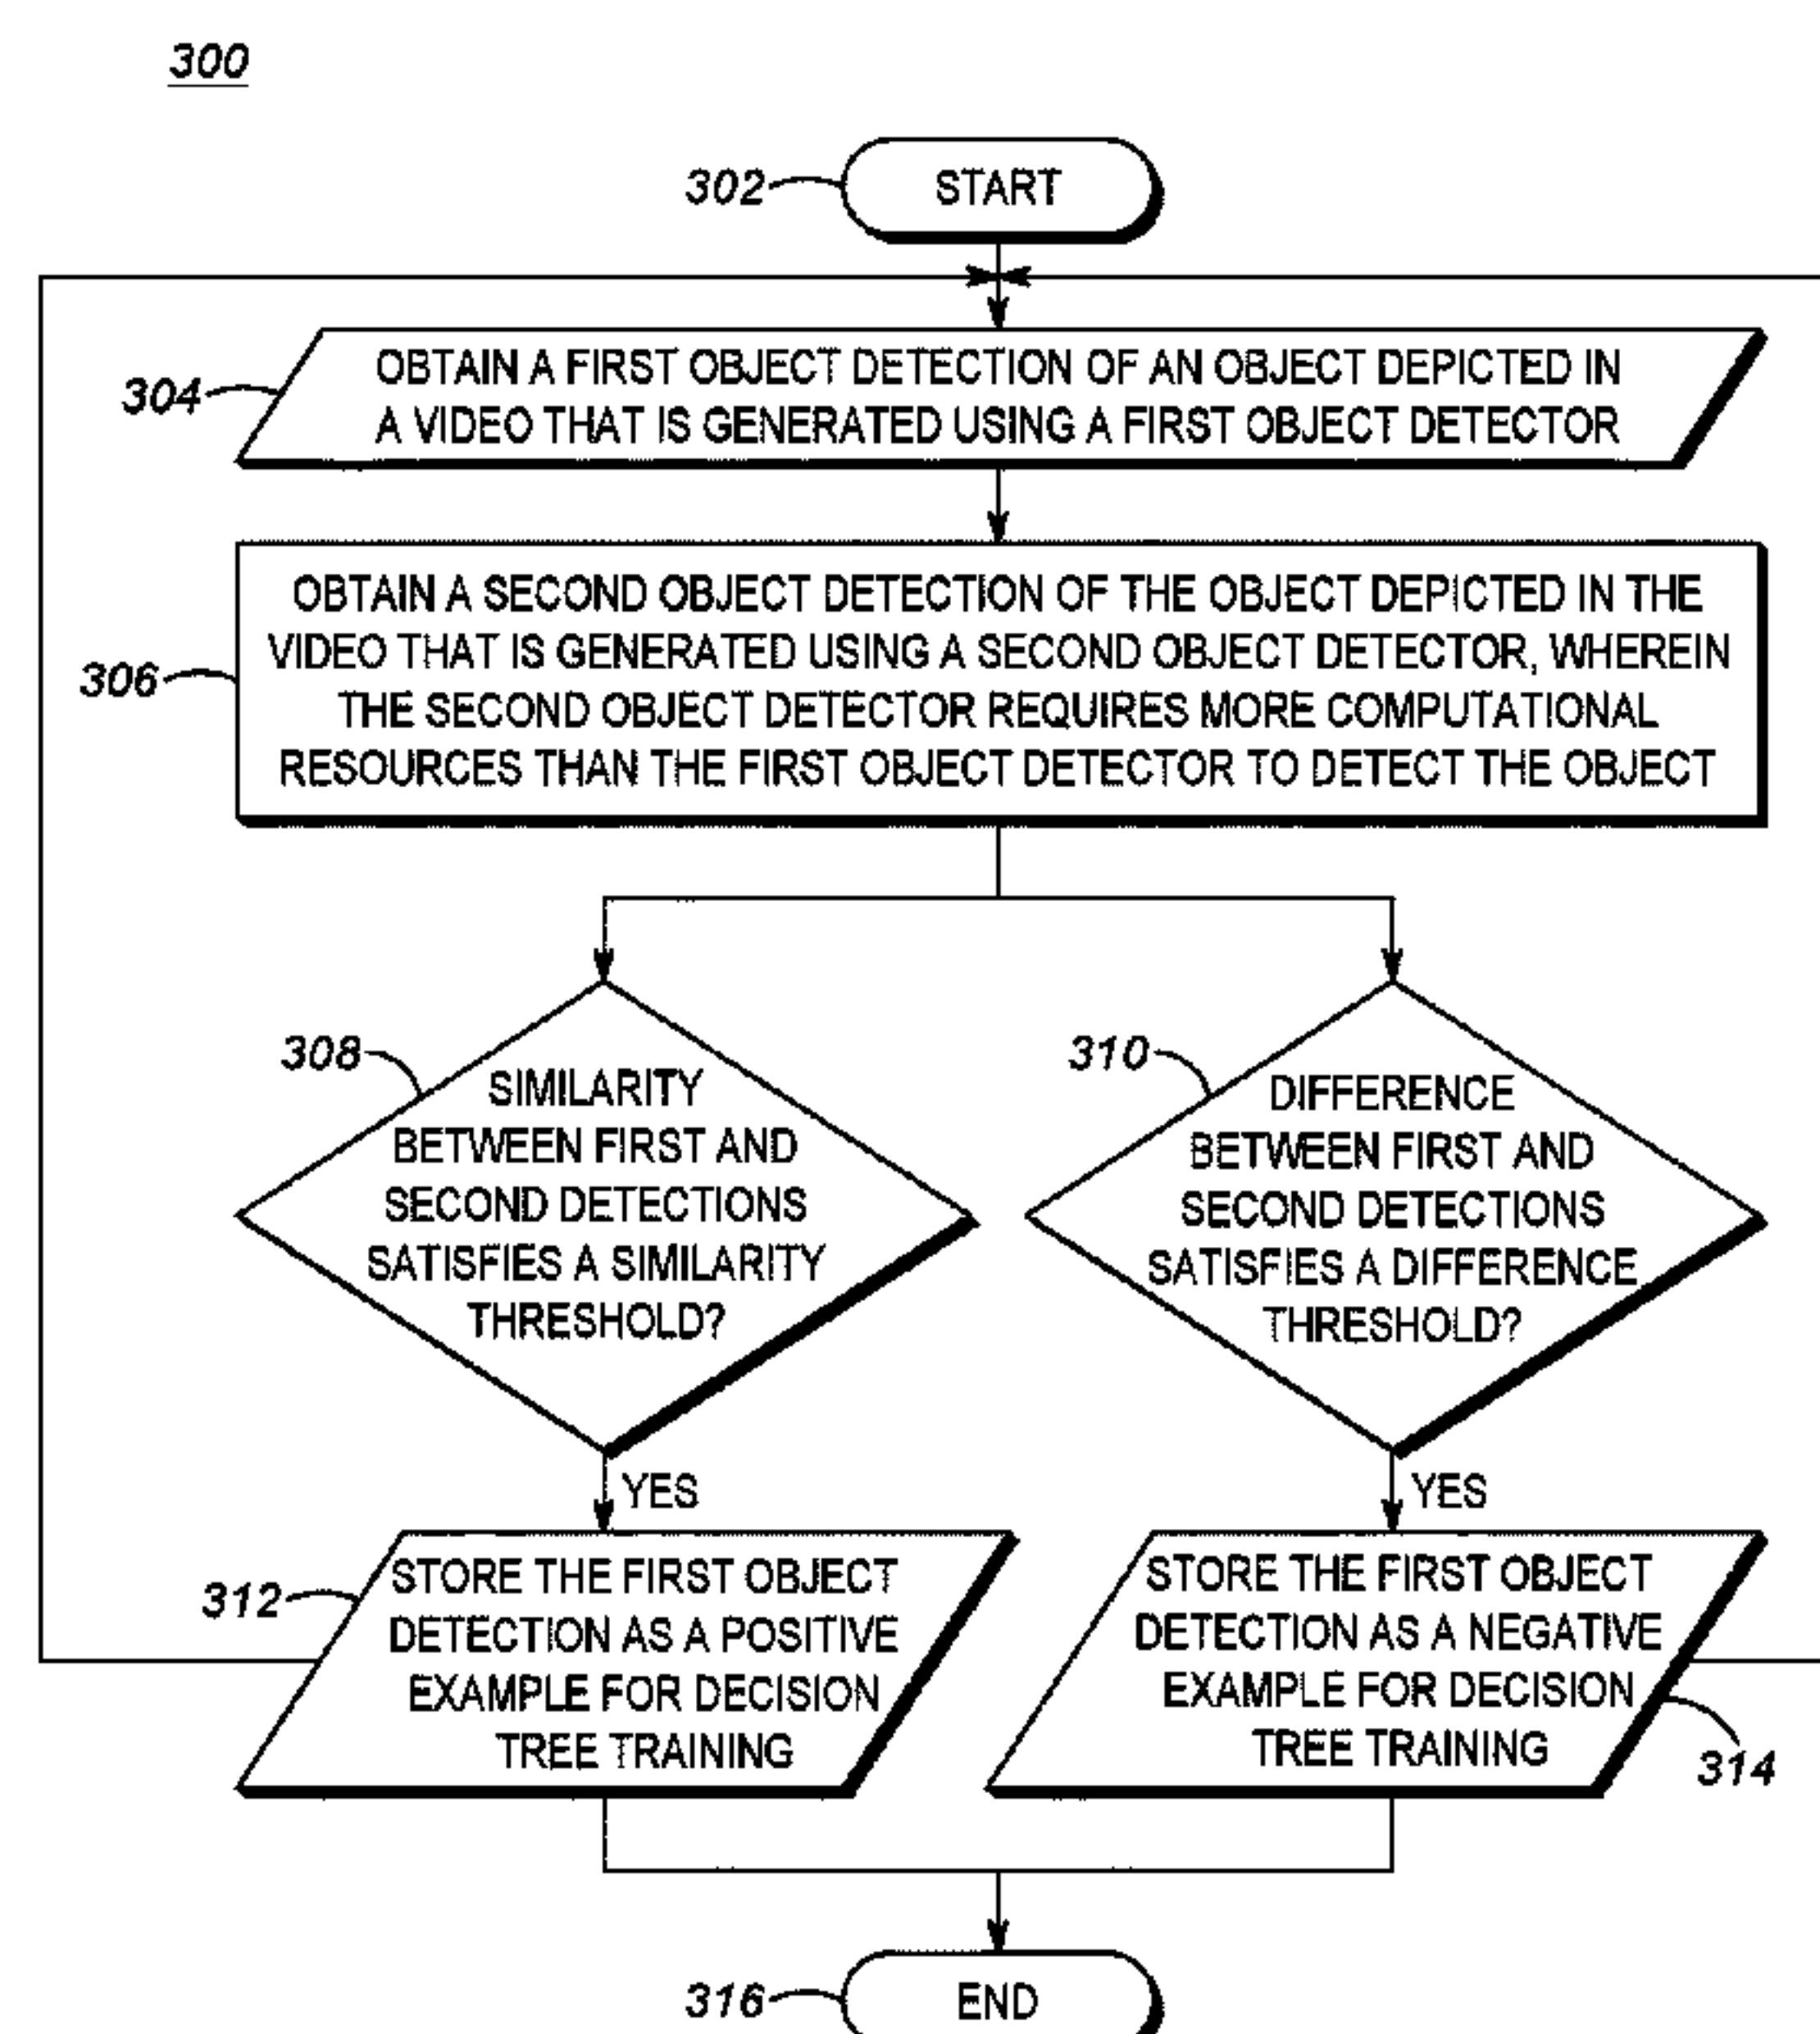 300
302
START
304
OBTAIN A FIRST OBJECT DETECTION OF AN OBJECT DEPICTED IN
A VIDEO THAT IS GENERATED USING A FIRST OBJECT DETECTOR
306
OBTAIN A SECOND OBJECT DETECTION OF THE OBJECT DEPICTED IN THE
VIDEO THAT IS GENERATED USING A SECOND OBJECT DETECTOR, WHEREIN
THE SECOND OBJECT DETECTOR REQUIRES MORE COMPUTATIONAL
RESOURCES THAN THE FIRST OBJECT DETECTOR TO DETECT THE OBJECT
308
SIMILARITY
BETWEEN FIRST AND
SECOND DETECTIONS
SATISFIES A SIMILARITY
THRESHOLD?
310
DIFFERENCE
BETWEEN FIRST AND
SECOND DETECTIONS
SATISFIES A DIFFERENCE
THRESHOLD?
YES
YES
312
STORE THE FIRST OBJECT
DETECTION AS A POSITIVE
EXAMPLE FOR DECISION
TREE TRAINING
STORE THE FIRST OBJECT
DETECTION AS A NEGATIVE
EXAMPLE FOR DECISION
TREE TRAINING
314
316
END